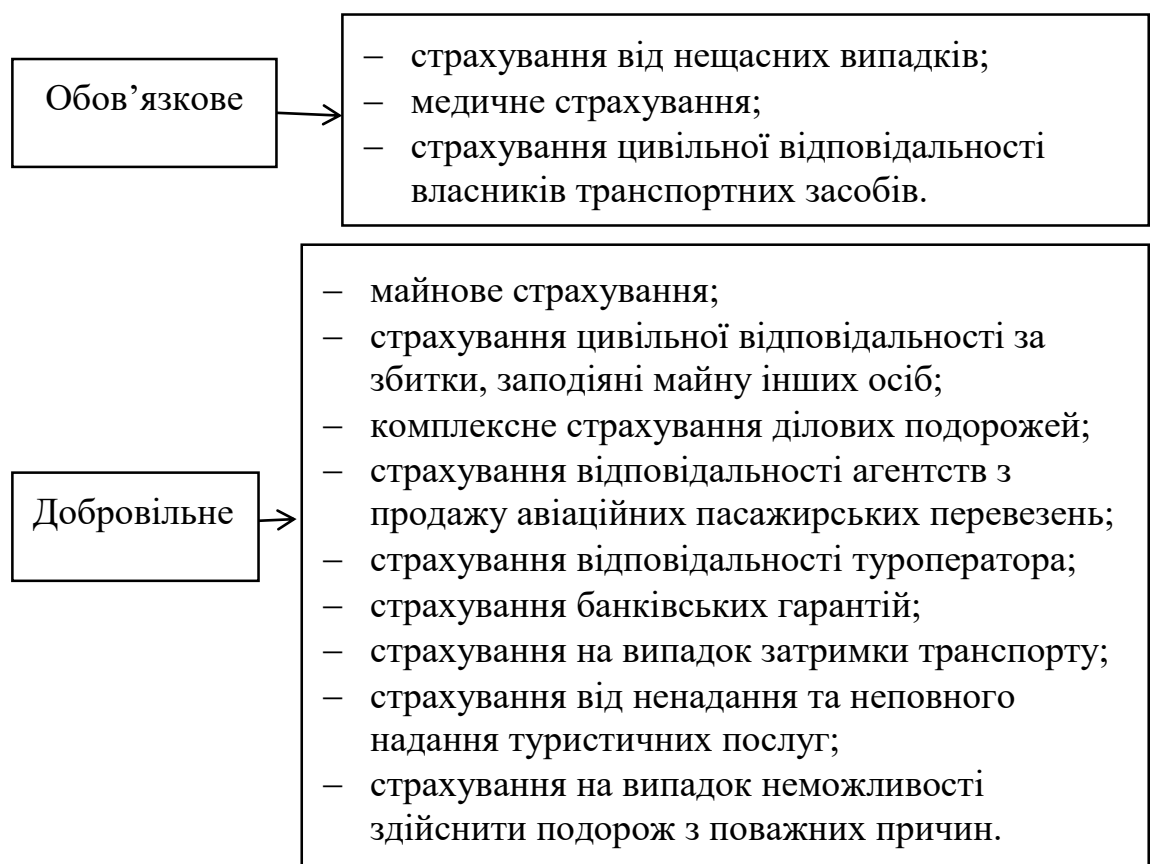 Обов’язкове
– страхування від нещасних випадків;
– медичне страхування;
– страхування цивільної відповідальності
власників транспортних засобів.
Добровільне
– майнове страхування;
– страхування цивільної відповідальності за
збитки, заподіяні майну інших осіб;
– комплексне страхування ділових подорожей;
– страхування відповідальності агентств з
продажу авіаційних пасажирських перевезень;
– страхування відповідальності туроператора;
– страхування банківських гарантій;
– страхування на випадок затримки транспорту;
– страхування від ненадання та неповного
надання туристичних послуг;
– страхування на випадок неможливості
здійснити подорож з поважних причин.